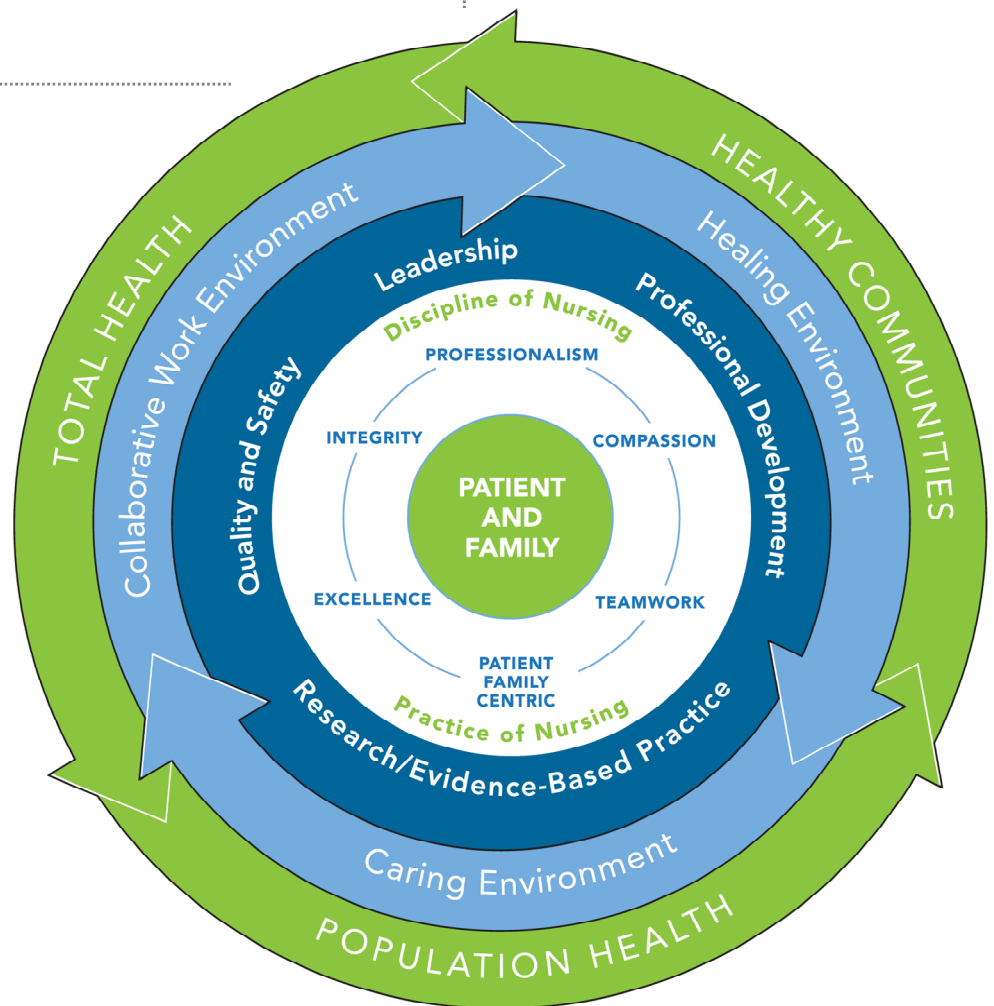 HEALTHY COMMUNITIES
TOTAL HEALTH
POPULATION HEALTH
Collaborative Work Environment
Healing Environment
Caring Environment
Leadership
Professional Development
Quality and Safety
Research/Evidence-Based Practice
Discipline of Nursing
PROFESSIONALISM
INTEGRITY
COMPASSION
PATIENT
AND
FAMILY
EXCELLENCE
TEAMWORK
PATIENT
FAMILY
CENTRIC
Practice of Nursing